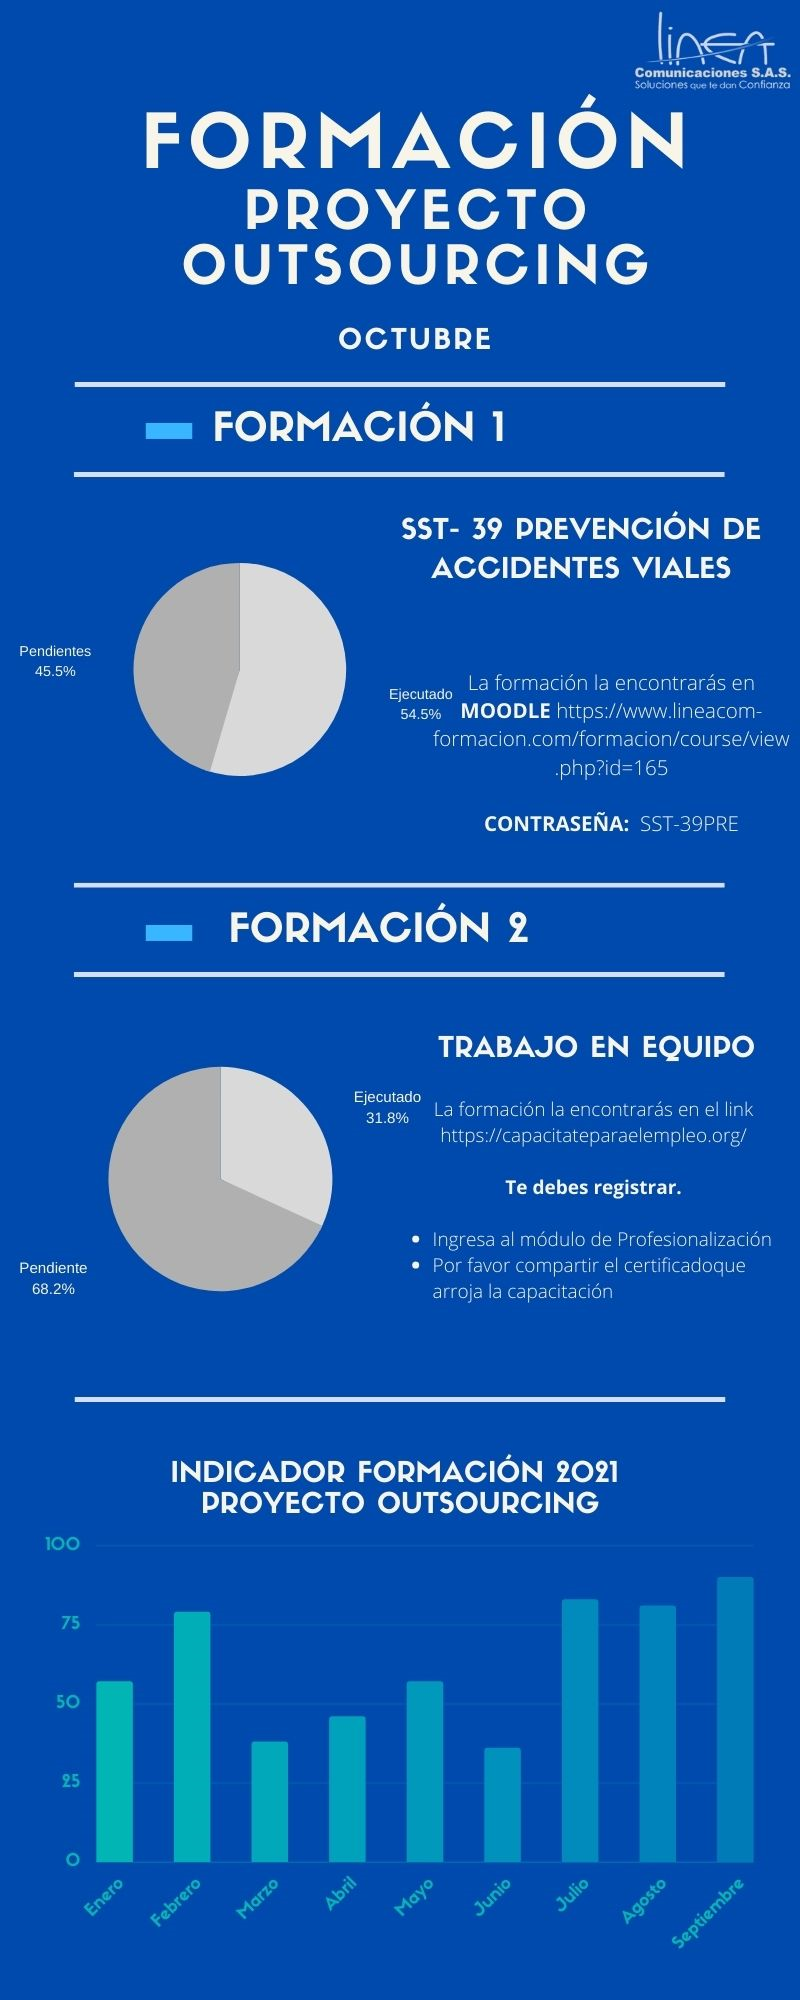 LINEA
Comunicaciones S.A.S.
Soluciones que te dan Confianza
FORMACIÓN
PROYECTO
OUTSOURCING
OCTUBRE
FORMACIÓN 1
SST- 39 PREVENCIÓN DE
ACCIDENTES VIALES
Pendientes
45.5%
Ejecutado
54.5%
La formación la encontrarás en
MOODLE https://www.lineacom-
formacion.com/formacion/course/view
.php?id=165
CONTRASEÑA: SST-39PRE
FORMACIÓN 2
TRABAJO EN EQUIPO
Ejecutado
31.8%
Pendiente
68.2%
La formación la encontrarás en el link
https://capacitateparaelempleo.org/
Te debes registrar.
• Ingresa al módulo de Profesionalización
• Por favor compartir el certificadoque
arroja la capacitación
INDICADOR FORMACIÓN 2021
PROYECTO OUTSOURCING
100
75
50
25
0
Enero
Febrero
Marzo
Abril
Mayo
Junio
Julio
Agosto
Septiembre